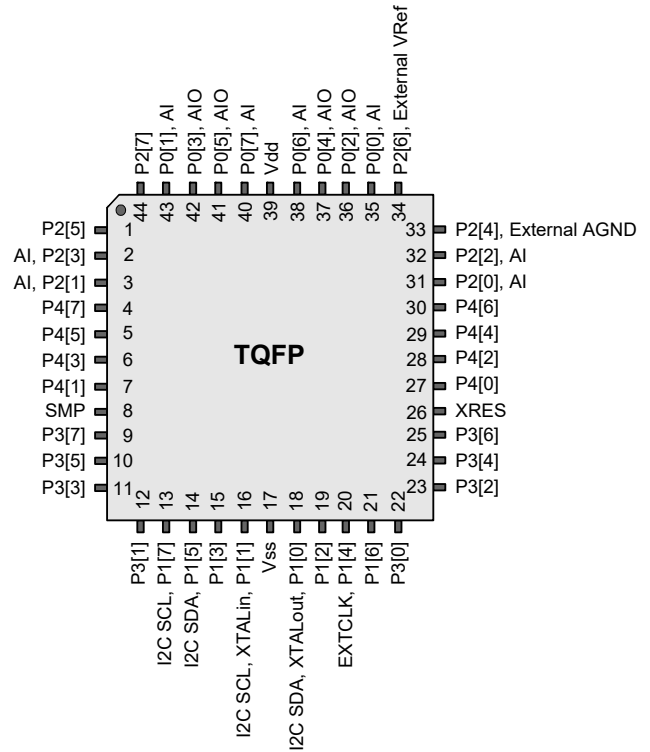 P2[7]
P0[1], AI
P0[3], AIO
P0[5], AIO
P0[7], AI
Vdd
P0[6], AI
P0[4], AIO
P0[2], AIO
P0[0], AI
P2[6], External VRef
44
43
42
41
40
39
38
37
36
35
34
P2[5] 1
AI, P2[3] 2
AI, P2[1] 3
P4[7] 4
P4[5] 5
P4[3] 6
P4[1] 7
SMP 8
P3[7] 9
P3[5] 10
P3[3] 11
TQFP
33 P2[4], External AGND
32 P2[2], AI
31 P2[0], AI
30 P4[6]
29 P4[4]
28 P4[2]
27 P4[0]
26 XRES
25 P3[6]
24 P3[4]
23 P3[2]
12
13
14
15
16
17
18
19
20
21
22
P3[1]
I2C SCL, P1[7]
I2C SDA, P1[5]
P1[3]
I2C SCL, XTALin, P1[1]
Vss
I2C SDA, XTALout, P1[0]
P1[2]
EXTCLK, P1[4]
P1[6]
P3[0]